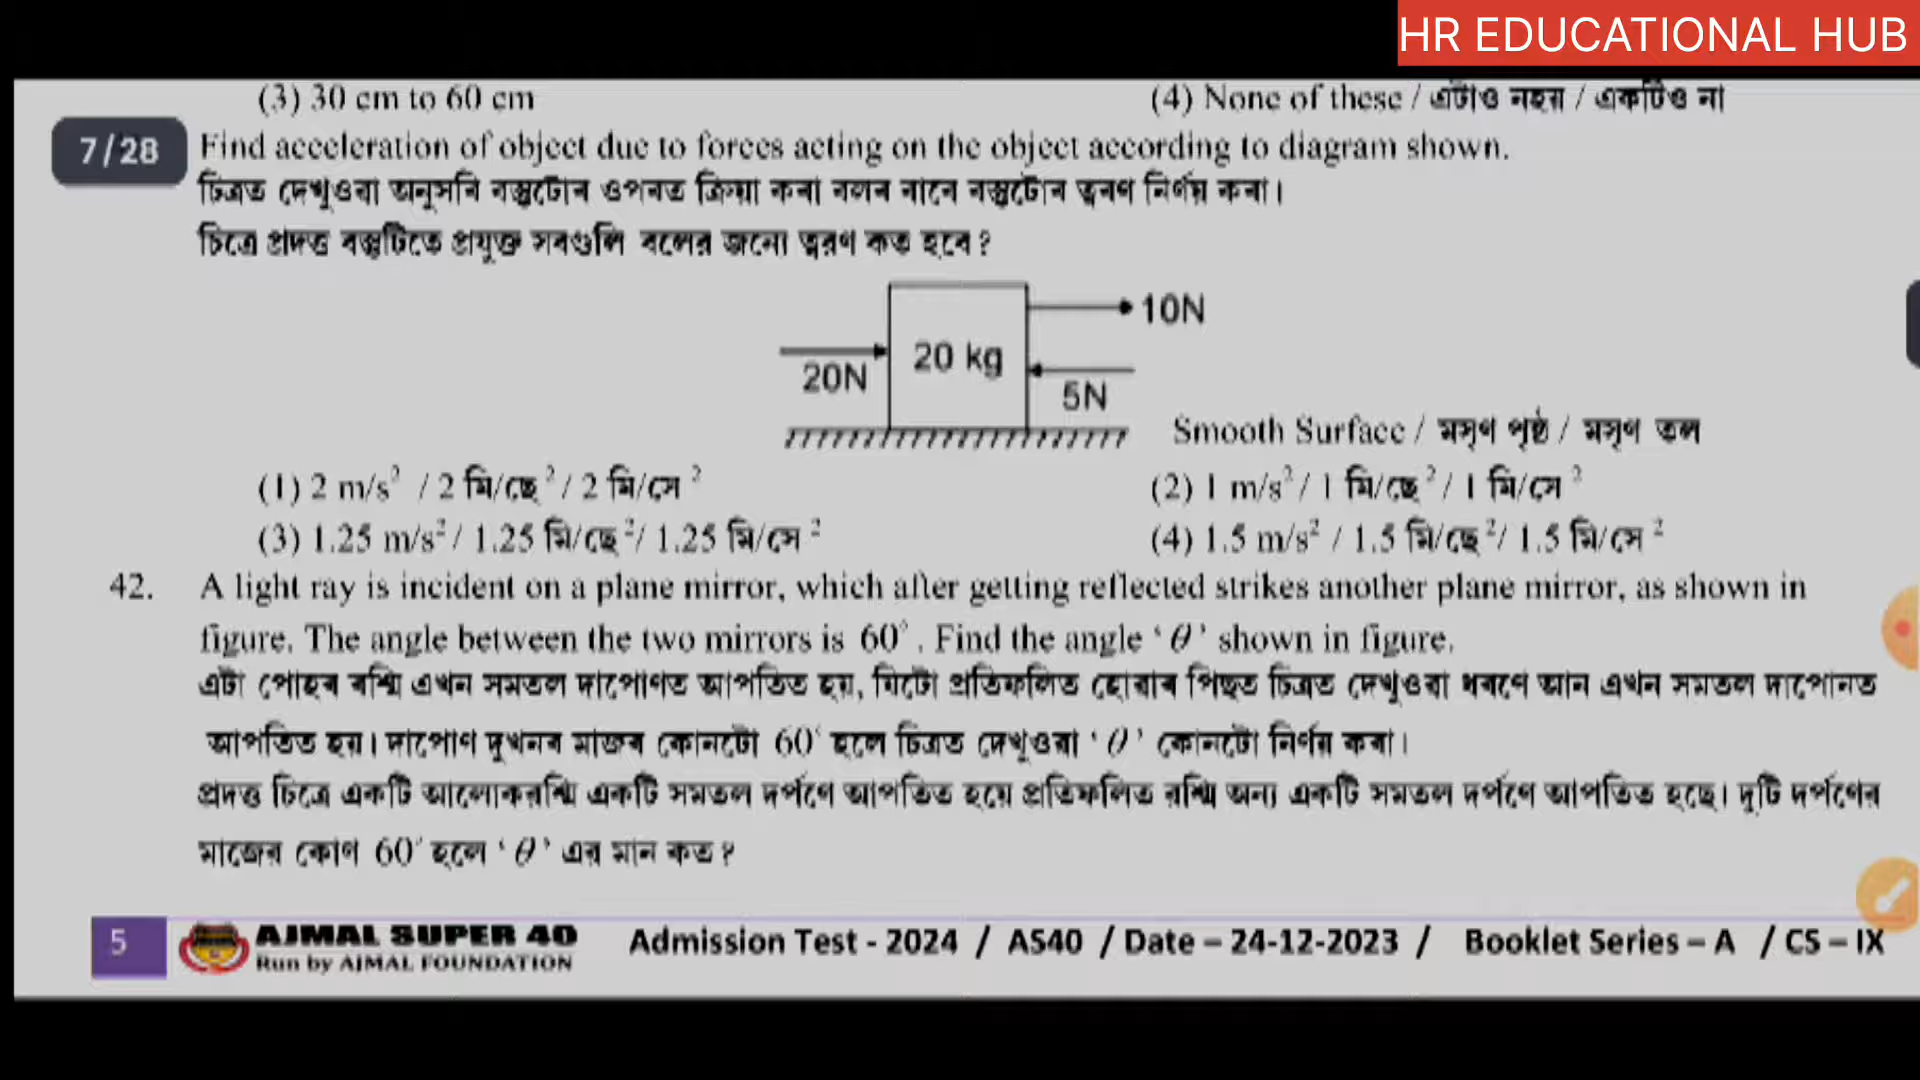 HR EDUCATIONAL HUB
(3) 30 cm to 60 cm (4) None of these / এটাও নহয় / একটিও না
7/28 Find acceleration of object due to forces acting on the object according to diagram shown.
চিত্ৰত দেখুওৱা অনুসৰি বস্তুটোৰ ওপৰত ক্ৰিয়া কৰা বলৰ বাবে বস্তুটোৰ ত্বৰণ নিৰ্ণয় কৰা।
চিত্রে প্রদত্ত বস্তুটিতে প্রযুক্ত সবগুলি বলের জন্যে ত্বরণ কত হবে ?
10N
20 kg
20N
5N
Smooth Surface / মসৃণ পৃষ্ঠ / মসৃণ তল
(1) 2 m/s² / 2 মি/ছে² / 2 মি/সে²
(2) 1 m/s² / 1 মি/ছে² / 1 মি/সে²
(3) 1.25 m/s² / 1.25 মি/ছে² / 1.25 মি/সে²
(4) 1.5 m/s² / 1.5 মি/ছে² / 1.5 মি/সে²
42. A light ray is incident on a plane mirror, which after getting reflected strikes another plane mirror, as shown in
figure. The angle between the two mirrors is 60°. Find the angle ‘θ’ shown in figure.
এটা পোহৰ ৰশ্মি এখন সমতল দাপোণত আপতিত হয়, যিটো প্ৰতিফলিত হোৱাৰ পিছত চিত্ৰত দেখুওৱা ধৰণে আন এখন সমতল দাপোনত
আপতিত হয়। দাপোণ দুখনৰ মাজৰ কোনটো 60° হলে চিত্ৰত দেখুওৱা ‘θ’ কোনটো নিৰ্ণয় কৰা।
প্রদত্ত চিত্রে একটি আলোকরশ্মি একটি সমতল দর্পণে আপতিত হয়ে প্রতিফলিত রশ্মি অন্য একটি সমতল দর্পণে আপতিত হচ্ছে। দুটি দর্পণের
মাজের কোণ 60° হলে ‘θ’ এর মান কত ?
5 AJMAL SUPER 40 Admission Test - 2024 / AS40 / Date – 24-12-2023 / Booklet Series – A / CS – IX
Run by AJMAL FOUNDATION